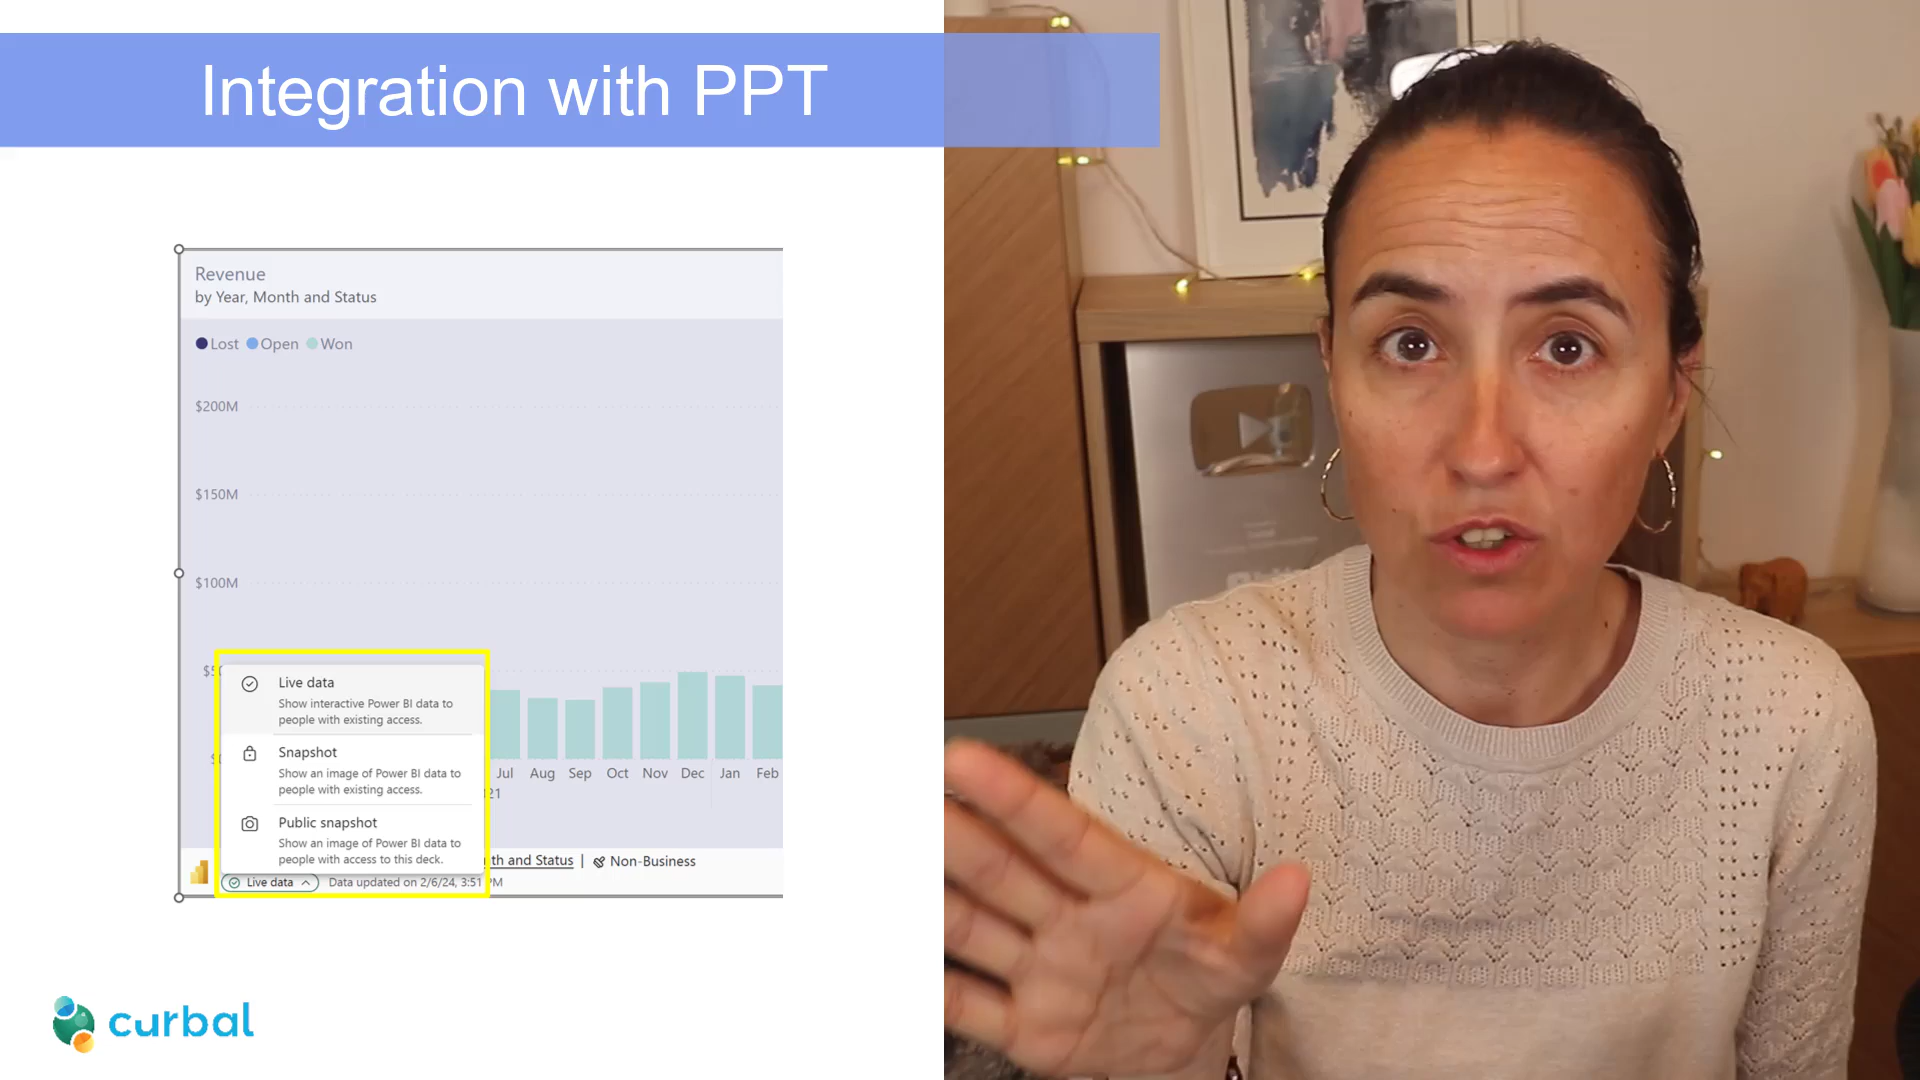 Integration with PPT
Revenue
by Year, Month and Status
Lost Open Won
$200M
$150M
$100M
Live data
Show interactive Power BI data to
people with existing access.
Snapshot
Show an image of Power BI data to
people with existing access.
Public snapshot
Show an image of Power BI data to
people with access to this deck.
Jul Aug Sep Oct Nov Dec Jan Feb
and Status | Non-Business
Live data Data updated on 2/6/24, 3:51 PM
curbal